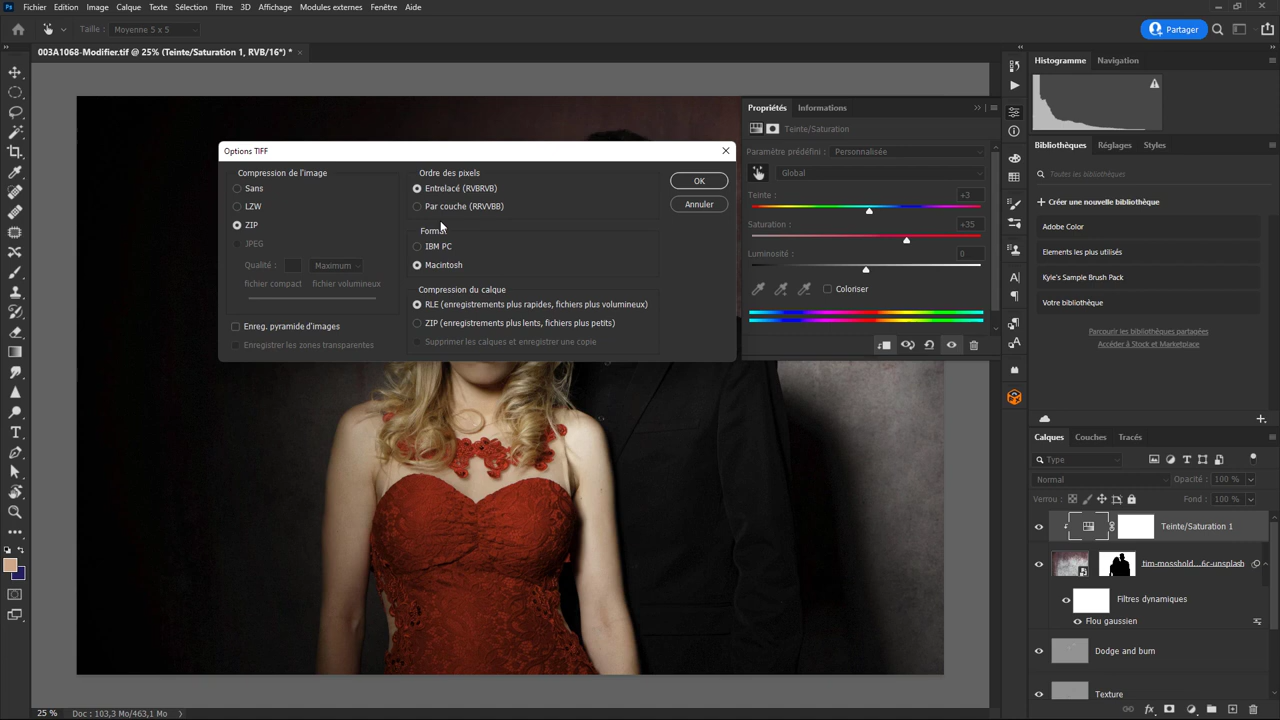 Ps Fichier Edition Image Calque Texte Sélection Filtre 3D Affichage Modules externes Fenêtre Aide
Taille : Moyenne 5 x 5 Partager
003A1068-Modifier.tif @ 25% (Teinte/Saturation 1, RVB/16*) * ×
Histogramme Navigation
Propriétés Informations
Teinte/Saturation
Paramètre prédéfini : Personnalisée
Global
Teinte : +3
Saturation : +35
Luminosité : 0
Coloriser
Options TIFF
Compression de l'image
Sans
LZW
ZIP
JPEG
Qualité : Maximum
fichier compact fichier volumineux
Enreg. pyramide d'images
Enregistrer les zones transparentes
Ordre des pixels
Entrelacé (RVBRVB)
Par couche (RRVVBB)
Format
IBM PC
Macintosh
Compression du calque
RLE (enregistrements plus rapides, fichiers plus volumineux)
ZIP (enregistrements plus lents, fichiers plus petits)
Supprimer les calques et enregistrer une copie
OK
Annuler
Bibliothèques Réglages Styles
Toutes les bibliothèques
Créer une nouvelle bibliothèque
Adobe Color
Elements les plus utilisés
Kyle's Sample Brush Pack
Votre bibliothèque
Parcourir les bibliothèques partagées
Accéder à Stock et Marketplace
Calques Couches Tracés
Type
Normal Opacité : 100 %
Verrou : Fond : 100 %
Teinte/Saturation 1
tim-mosshold...6c-unsplash
Filtres dynamiques
Flou gaussien
Dodge and burn
Texture
25 % Doc : 103,3 Mo/463,1 Mo